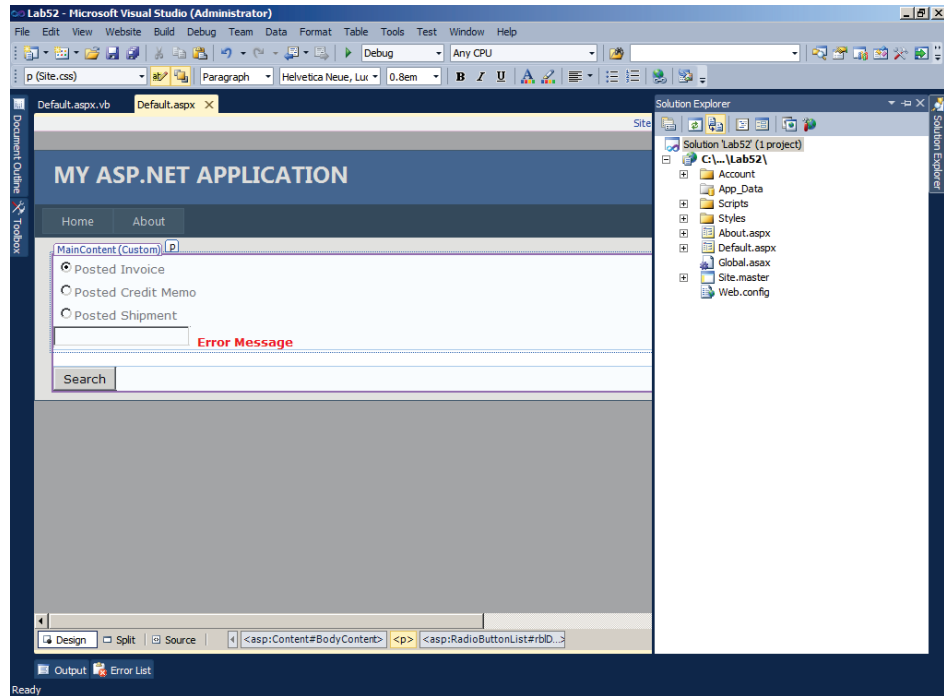 Lab52 - Microsoft Visual Studio (Administrator)
File Edit View Website Build Debug Team Data Format Table Tools Test Window Help
Debug Any CPU
p (Site.css) Paragraph Helvetica Neue, Luc 0.8em B I U A
Default.aspx.vb Default.aspx X
Document Outline
Toolbox
Site
MY ASP.NET APPLICATION
Home About
MainContent (Custom) P
Posted Invoice
Posted Credit Memo
Posted Shipment
Error Message
Search
Design Split Source <asp:Content#BodyContent> <p> <asp:RadioButtonList#rblD...>
Solution Explorer
Solution 'Lab52' (1 project)
C:\...\Lab52\
Account
App_Data
Scripts
Styles
About.aspx
Default.aspx
Global.asax
Site.master
Web.config
Solution Explorer
Output Error List
Ready